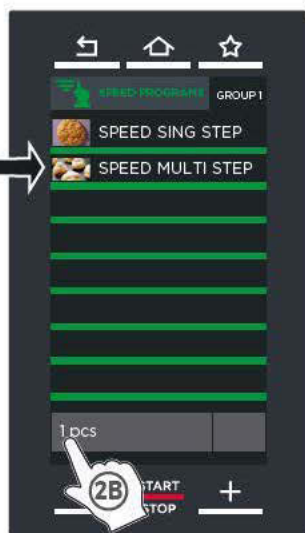 SPEED PROGRAMS GROUP 1
SPEED SING STEP
SPEED MULTI STEP
1 pcs
2B
START
STOP